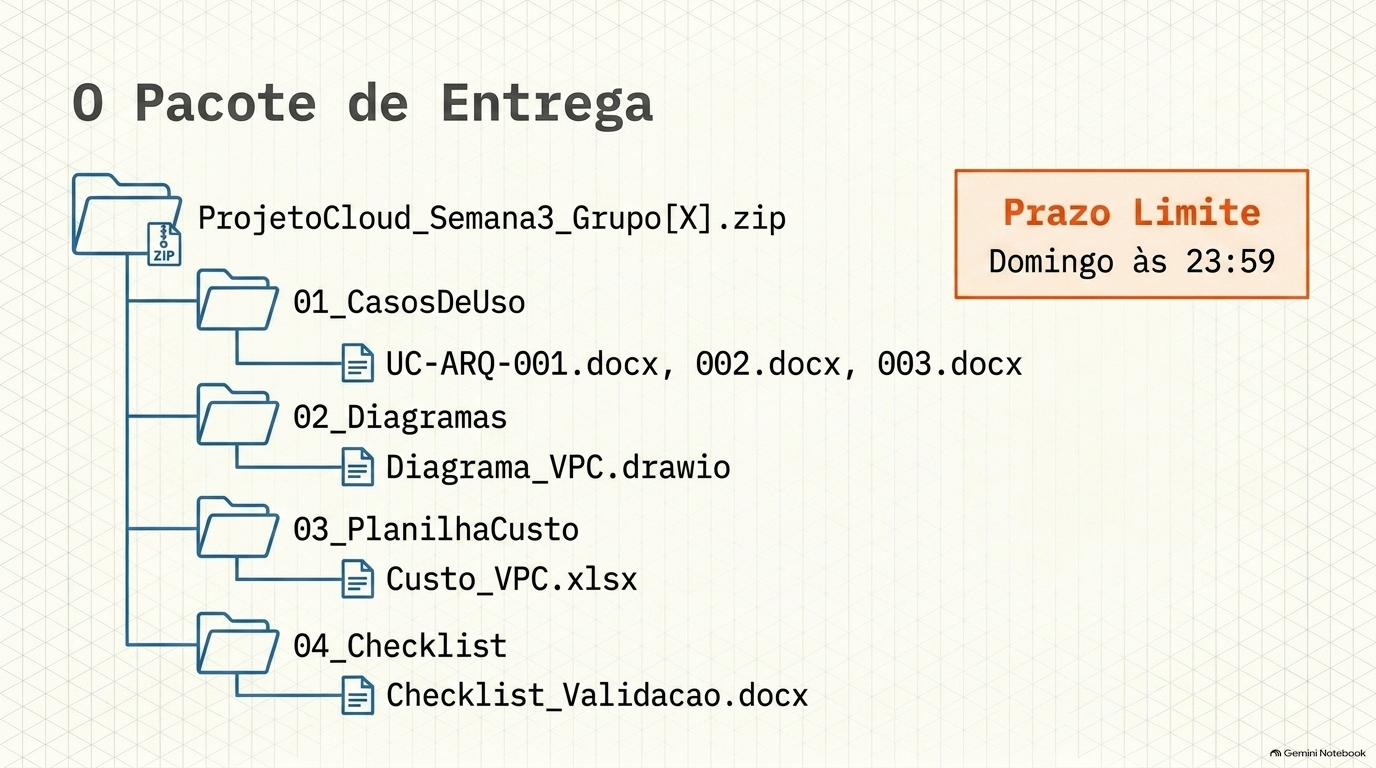 O Pacote de Entrega
ProjetoCloud_Semana3_Grupo[X].zip
ZIP
Prazo Limite
Domingo às 23:59
01_CasosDeUso
UC-ARQ-001.docx, 002.docx, 003.docx
02_Diagramas
Diagrama_VPC.drawio
03_PlanilhaCusto
Custo_VPC.xlsx
04_Checklist
Checklist_Validacao.docx
Gemini Notebook